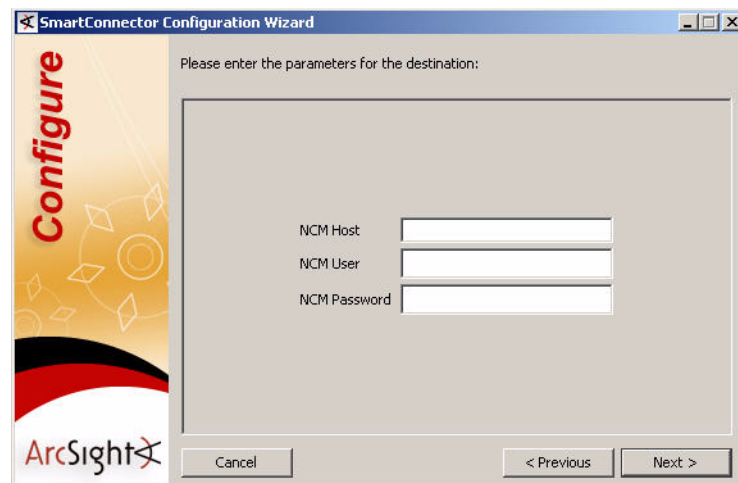 SmartConnector Configuration Wizard
Configure
Please enter the parameters for the destination:
NCM Host
NCM User
NCM Password
ArcSight
Cancel
< Previous
Next >